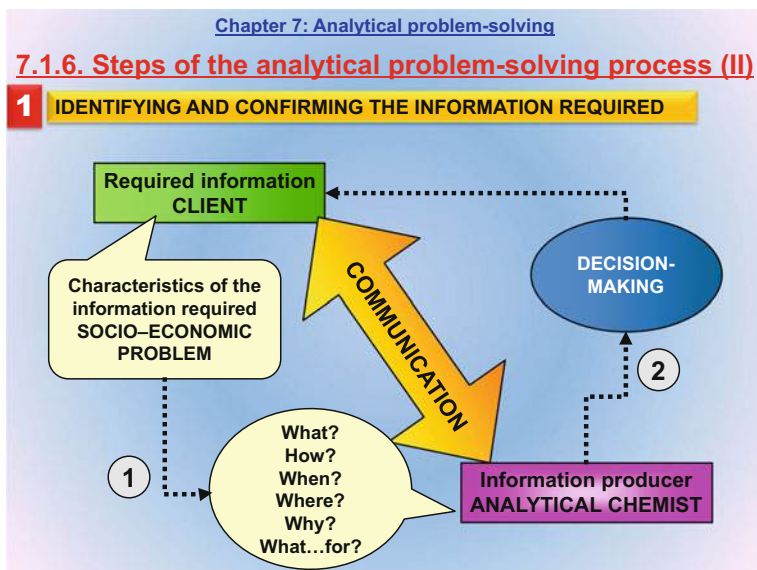 Chapter 7: Analytical problem-solving
7.1.6. Steps of the analytical problem-solving process (II)
1 IDENTIFYING AND CONFIRMING THE INFORMATION REQUIRED
Required information
CLIENT
Characteristics of the
information required
SOCIO–ECONOMIC
PROBLEM
COMMUNICATION
DECISION-
MAKING
2
1
What?
How?
When?
Where?
Why?
What...for?
Information producer
ANALYTICAL CHEMIST